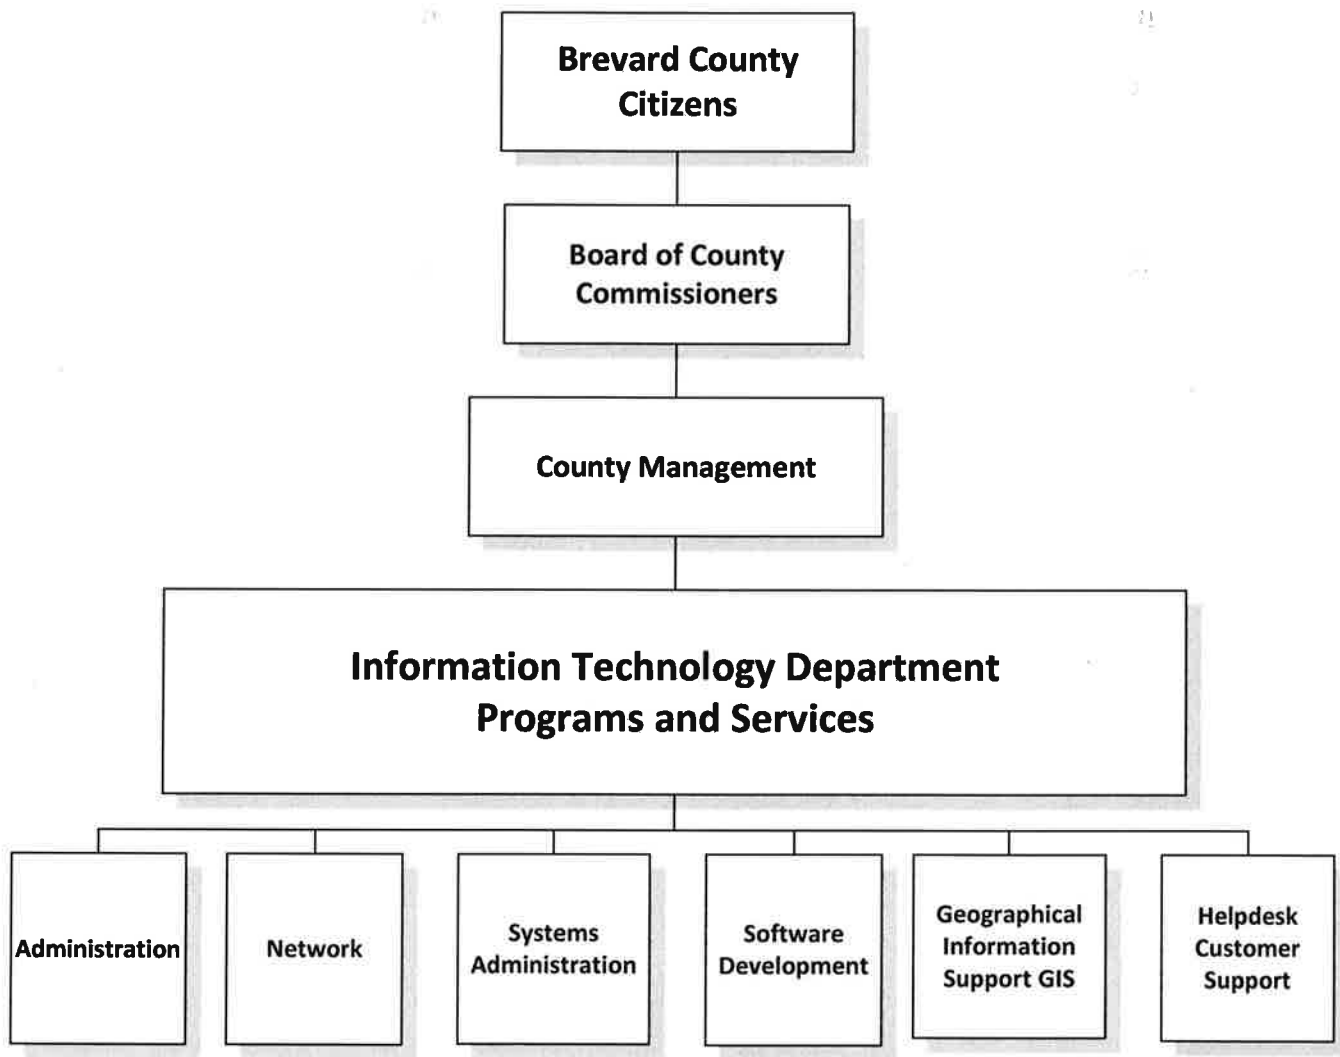 Brevard County
Citizens
Board of County
Commissioners
County Management
Information Technology Department
Programs and Services
Administration
Network
Systems
Administration
Software
Development
Geographical
Information
Support GIS
Helpdesk
Customer
Support